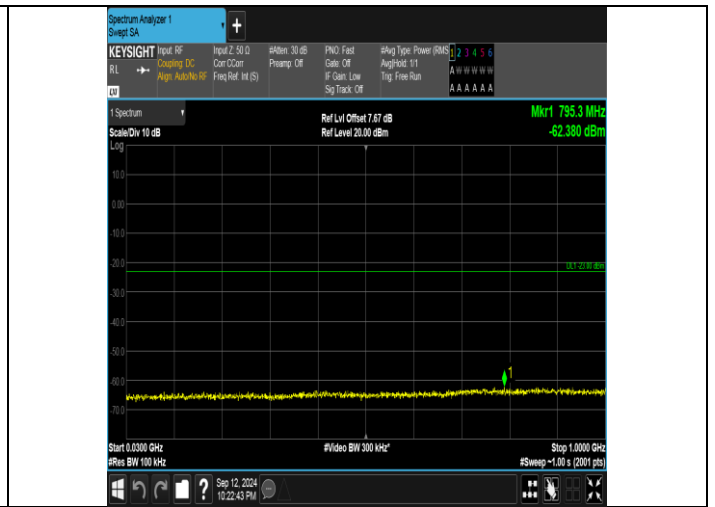 Spectrum Analyzer 1
Swept SA
+
KEYSIGHT Input: RF Input Z: 50 Ω #Atten: 30 dB PNO: Fast #Avg Type: Power (RMS 1 2 3 4 5 6
RL Coupling: DC Corr CCorr Preamp: Off Gate: Off Avg|Hold: 1/1 A W W W W W
Align: Auto/No RF Freq Ref: Int (S) IF Gain: Low Trig: Free Run
Sig Track: Off A A A A A A
1 Spectrum Ref Lvl Offset 7.67 dB Mkr1 795.3 MHz
Scale/Div 10 dB Ref Level 20.00 dBm -62.380 dBm
Log
10.0
0.00
-10.0
-20.0
DL1 -23.00 dBm
-30.0
-40.0
-50.0
1
-60.0
-70.0
Start 0.0300 GHz #Video BW 300 kHz* Stop 1.0000 GHz
#Res BW 100 kHz #Sweep ~1.00 s (2001 pts)
? Sep 12, 2024
10:22:43 PM